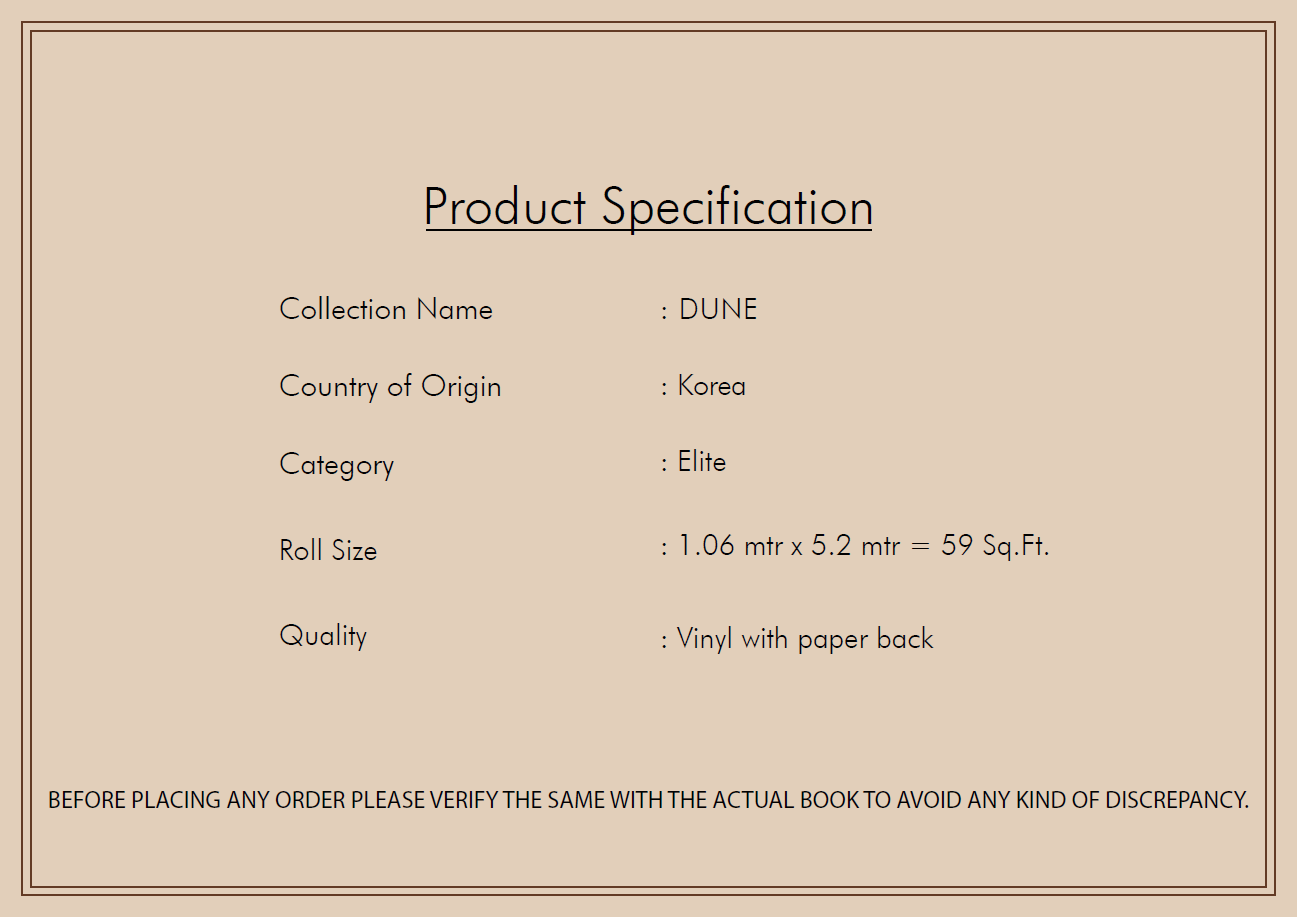 Product Specification
Collection Name : DUNE
Country of Origin : Korea
Category : Elite
Roll Size : 1.06 mtr x 5.2 mtr = 59 Sq.Ft.
Quality : Vinyl with paper back
BEFORE PLACING ANY ORDER PLEASE VERIFY THE SAME WITH THE ACTUAL BOOK TO AVOID ANY KIND OF DISCREPANCY.